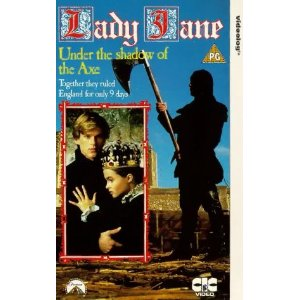 Lady Jane
Under the shadow of
the Axe
Together they ruled
England for only 9 days
PG
videolog
CIC
VIDEO